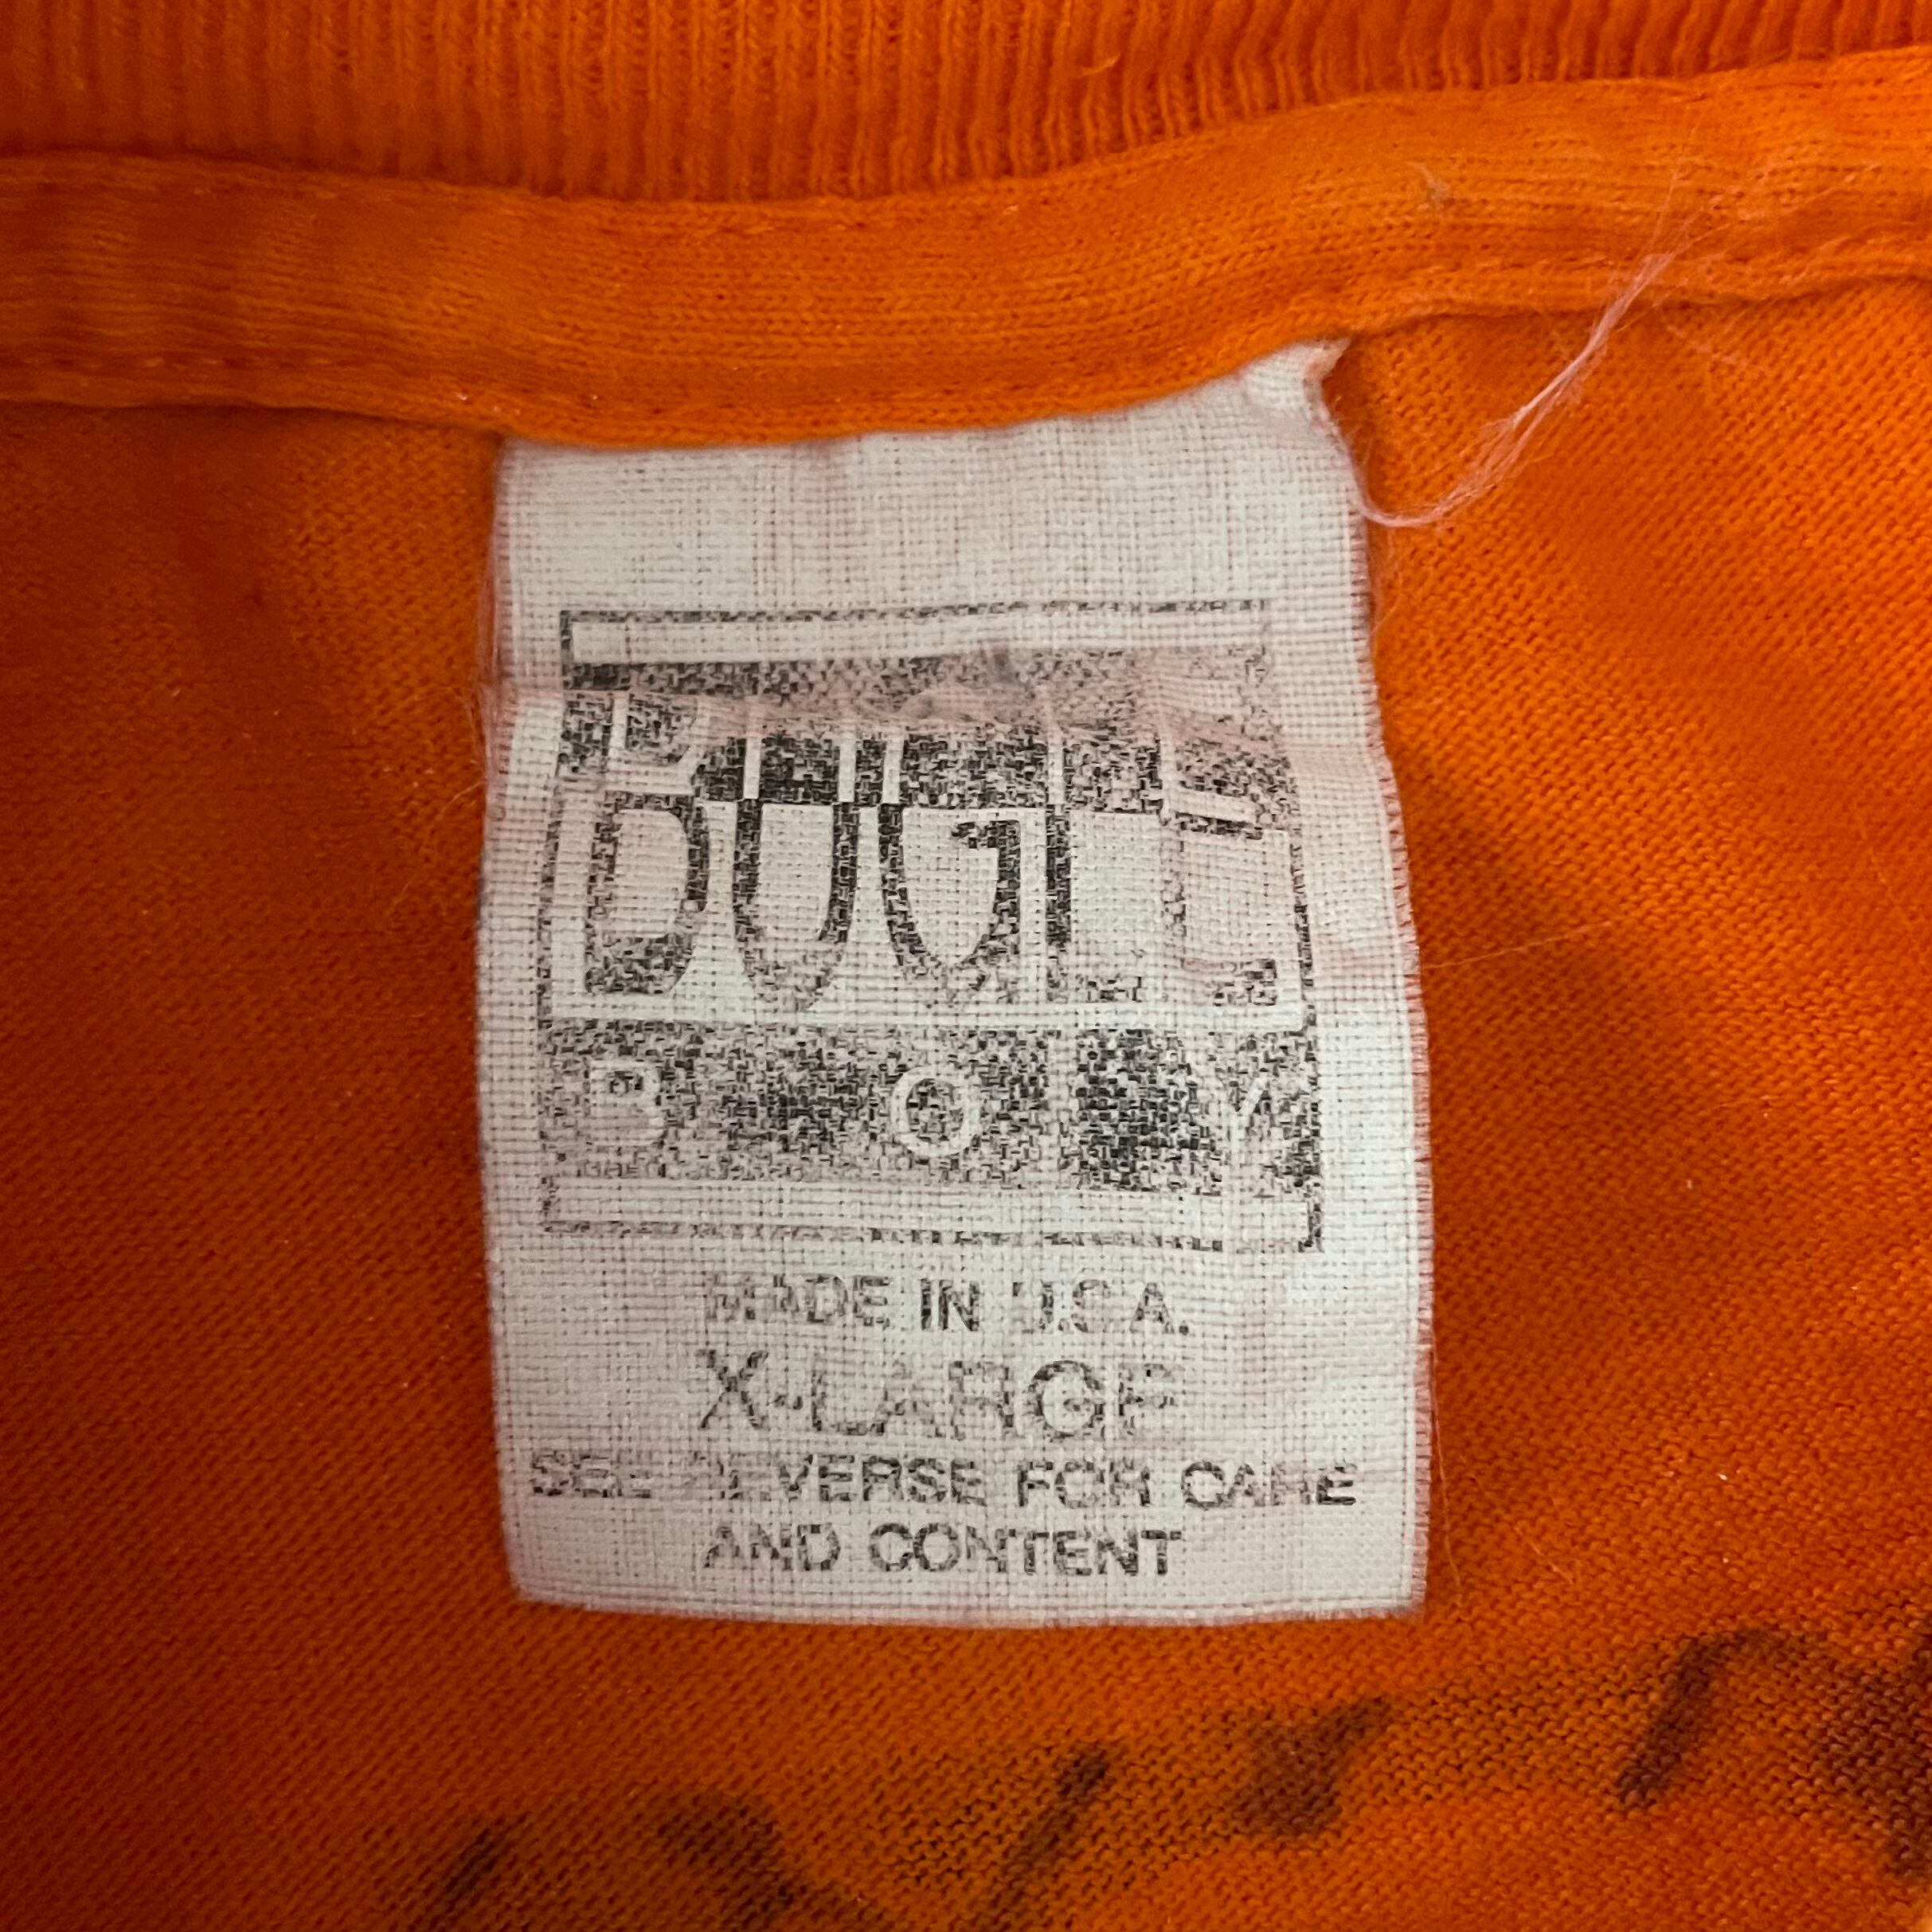 BUGLE
BOY
MADE IN U.S.A.
X-LARGE
SEE REVERSE FOR CARE
AND CONTENT